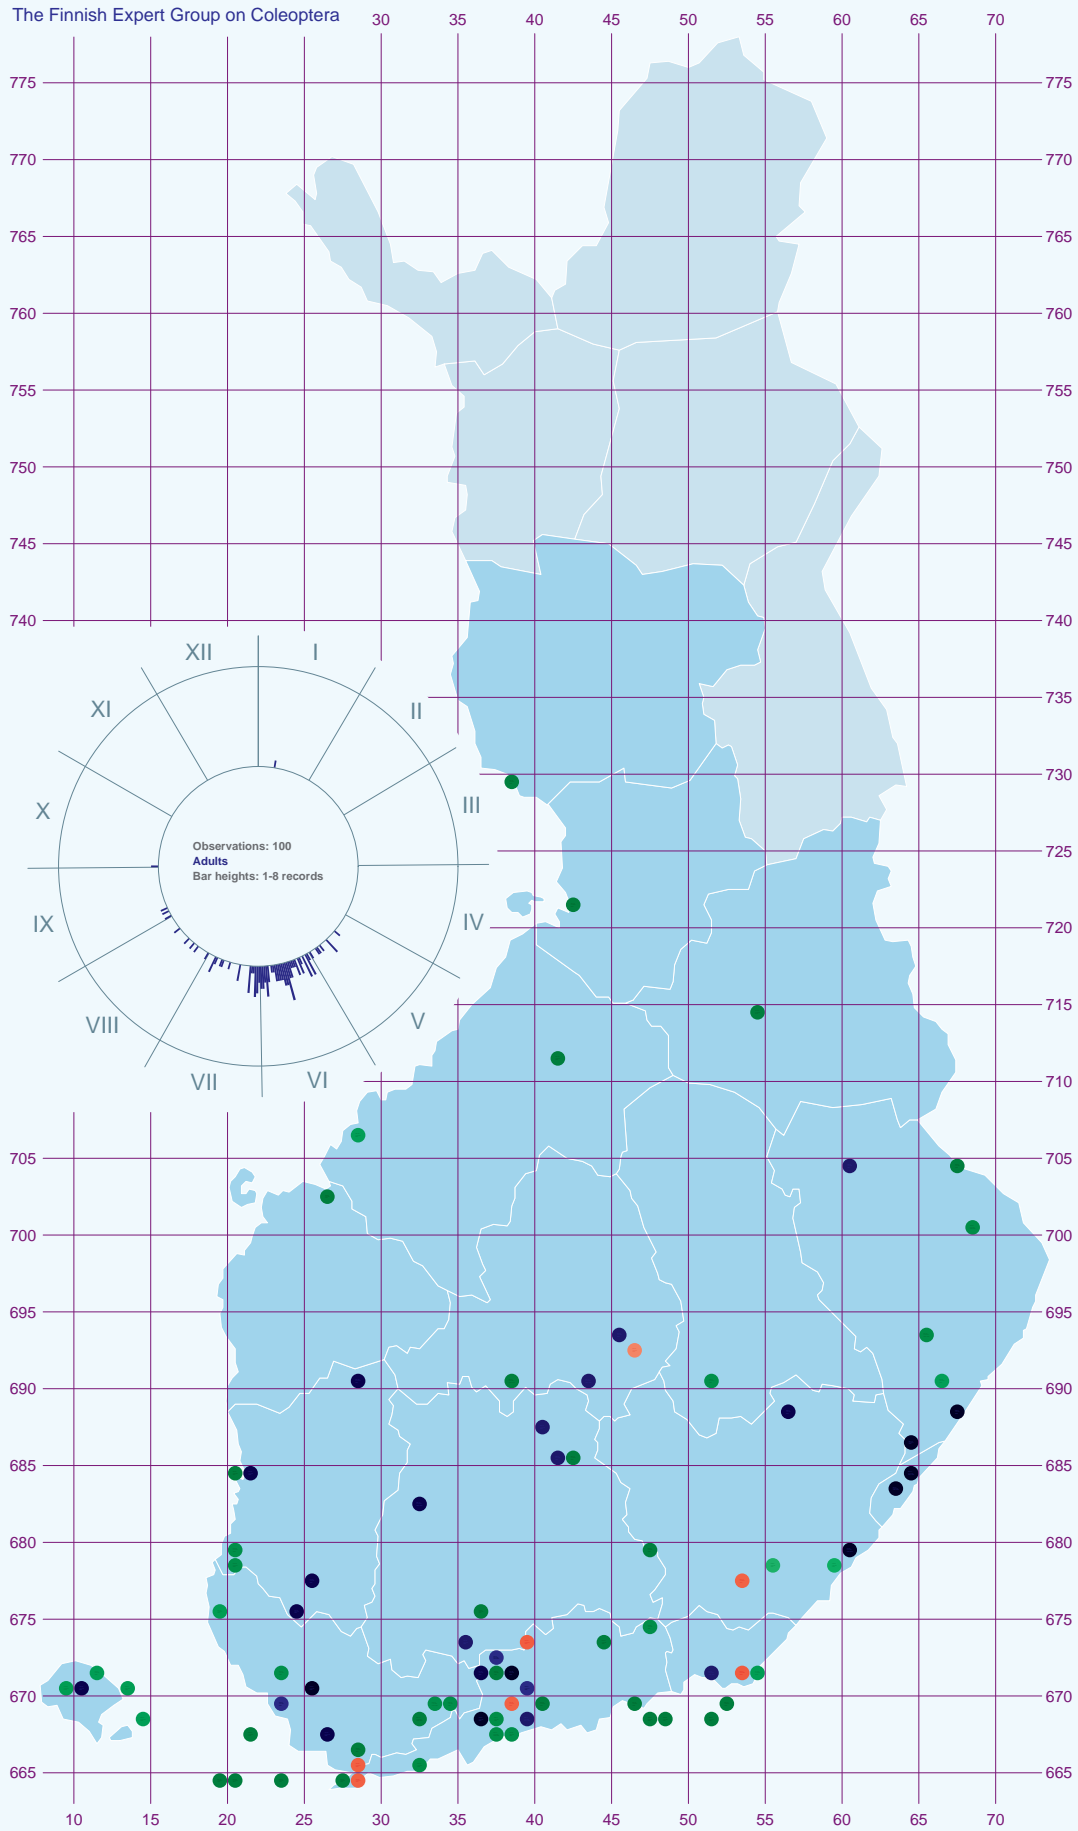 The Finnish Expert Group on Coleoptera
30 35 40 45 50 55 60 65 70
775 775
770 770
765 765
760 760
755 755
750 750
745 745
740 740
XII I
XI II
735
730
X III
Observations: 100
Adults
Bar heights: 1-8 records
725
IX IV
720
715
VIII V
VII VI
710
705 705
700 700
695 695
690 690
685 685
680 680
675 675
670 670
665 665
10 15 20 25 30 35 40 45 50 55 60 65 70